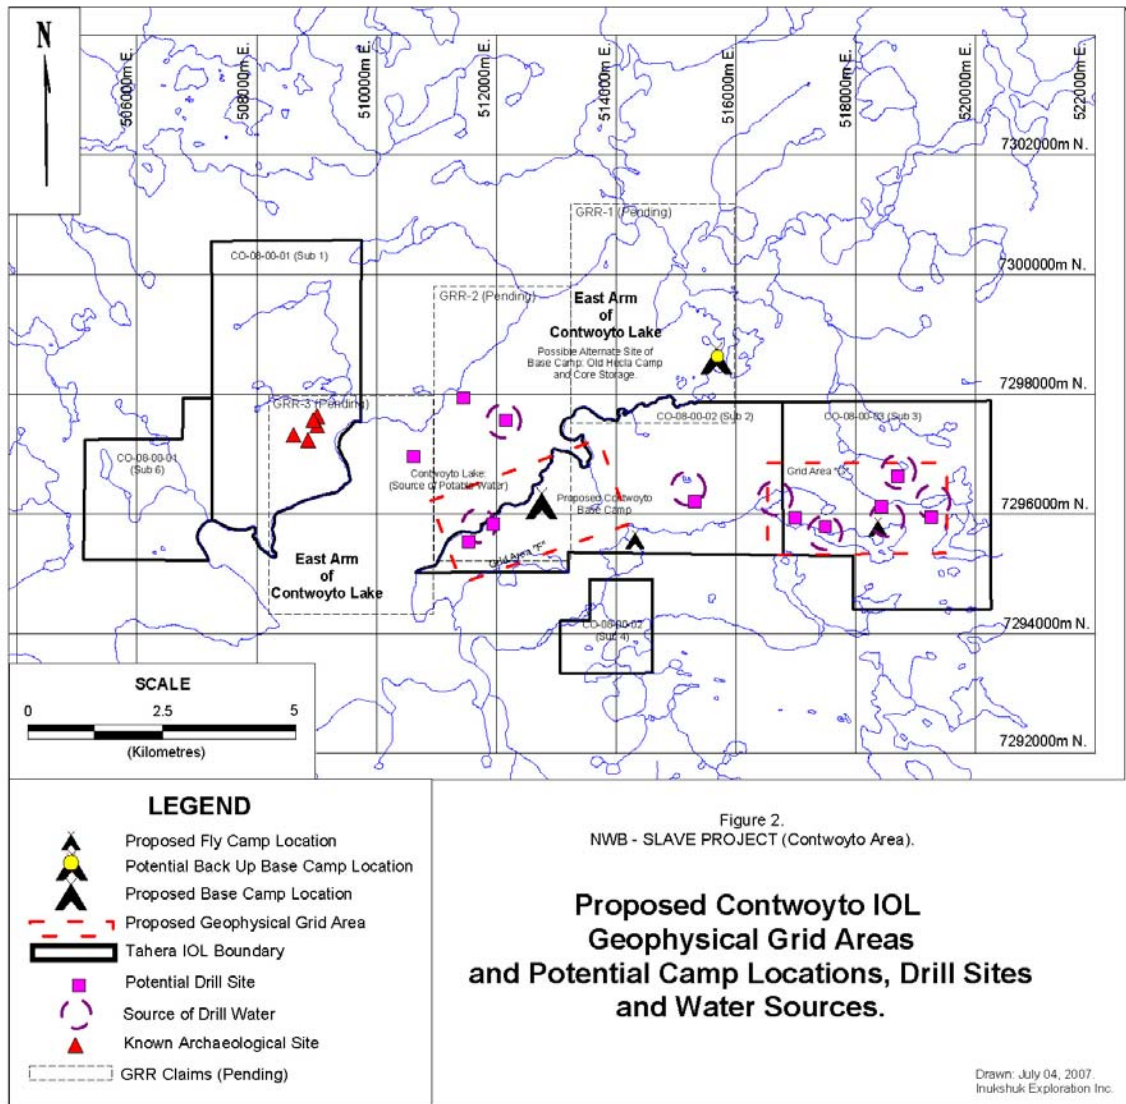 N
506000m E.
508000m E.
510000m E.
512000m E.
514000m E.
516000m E.
518000m E.
520000m E.
522000m E.
7302000m N.
GRR-1 (Pending)
CO-08-00-01 (Sub 1)
7300000m N.
GRR-2 (Pending)
East Arm
of
Contwoyto Lake
Possible Alternate Site of
Base Camp: Old Hecla Camp
and Core Storage.
7298000m N.
GRR-3 (Pending)
CO-08-00-02 (Sub 2)
CO-08-00-03 (Sub 3)
CO-08-00-01
(Sub 6)
Contwoyto Lake:
(Source of Potable Water)
Grid Area "G"
Proposed Contwoyto
Base Camp
7296000m N.
Grid Area "F"
East Arm
of
Contwoyto Lake
CO-08-00-02
(Sub 4)
7294000m N.
SCALE
0 2.5 5
(Kilometres)
7292000m N.
LEGEND
Proposed Fly Camp Location
Potential Back Up Base Camp Location
Proposed Base Camp Location
Proposed Geophysical Grid Area
Tahera IOL Boundary
Potential Drill Site
Source of Drill Water
Known Archaeological Site
GRR Claims (Pending)
Figure 2.
NWB - SLAVE PROJECT (Contwoyto Area).
Proposed Contwoyto IOL
Geophysical Grid Areas
and Potential Camp Locations, Drill Sites
and Water Sources.
Drawn: July 04, 2007.
Inukshuk Exploration Inc.